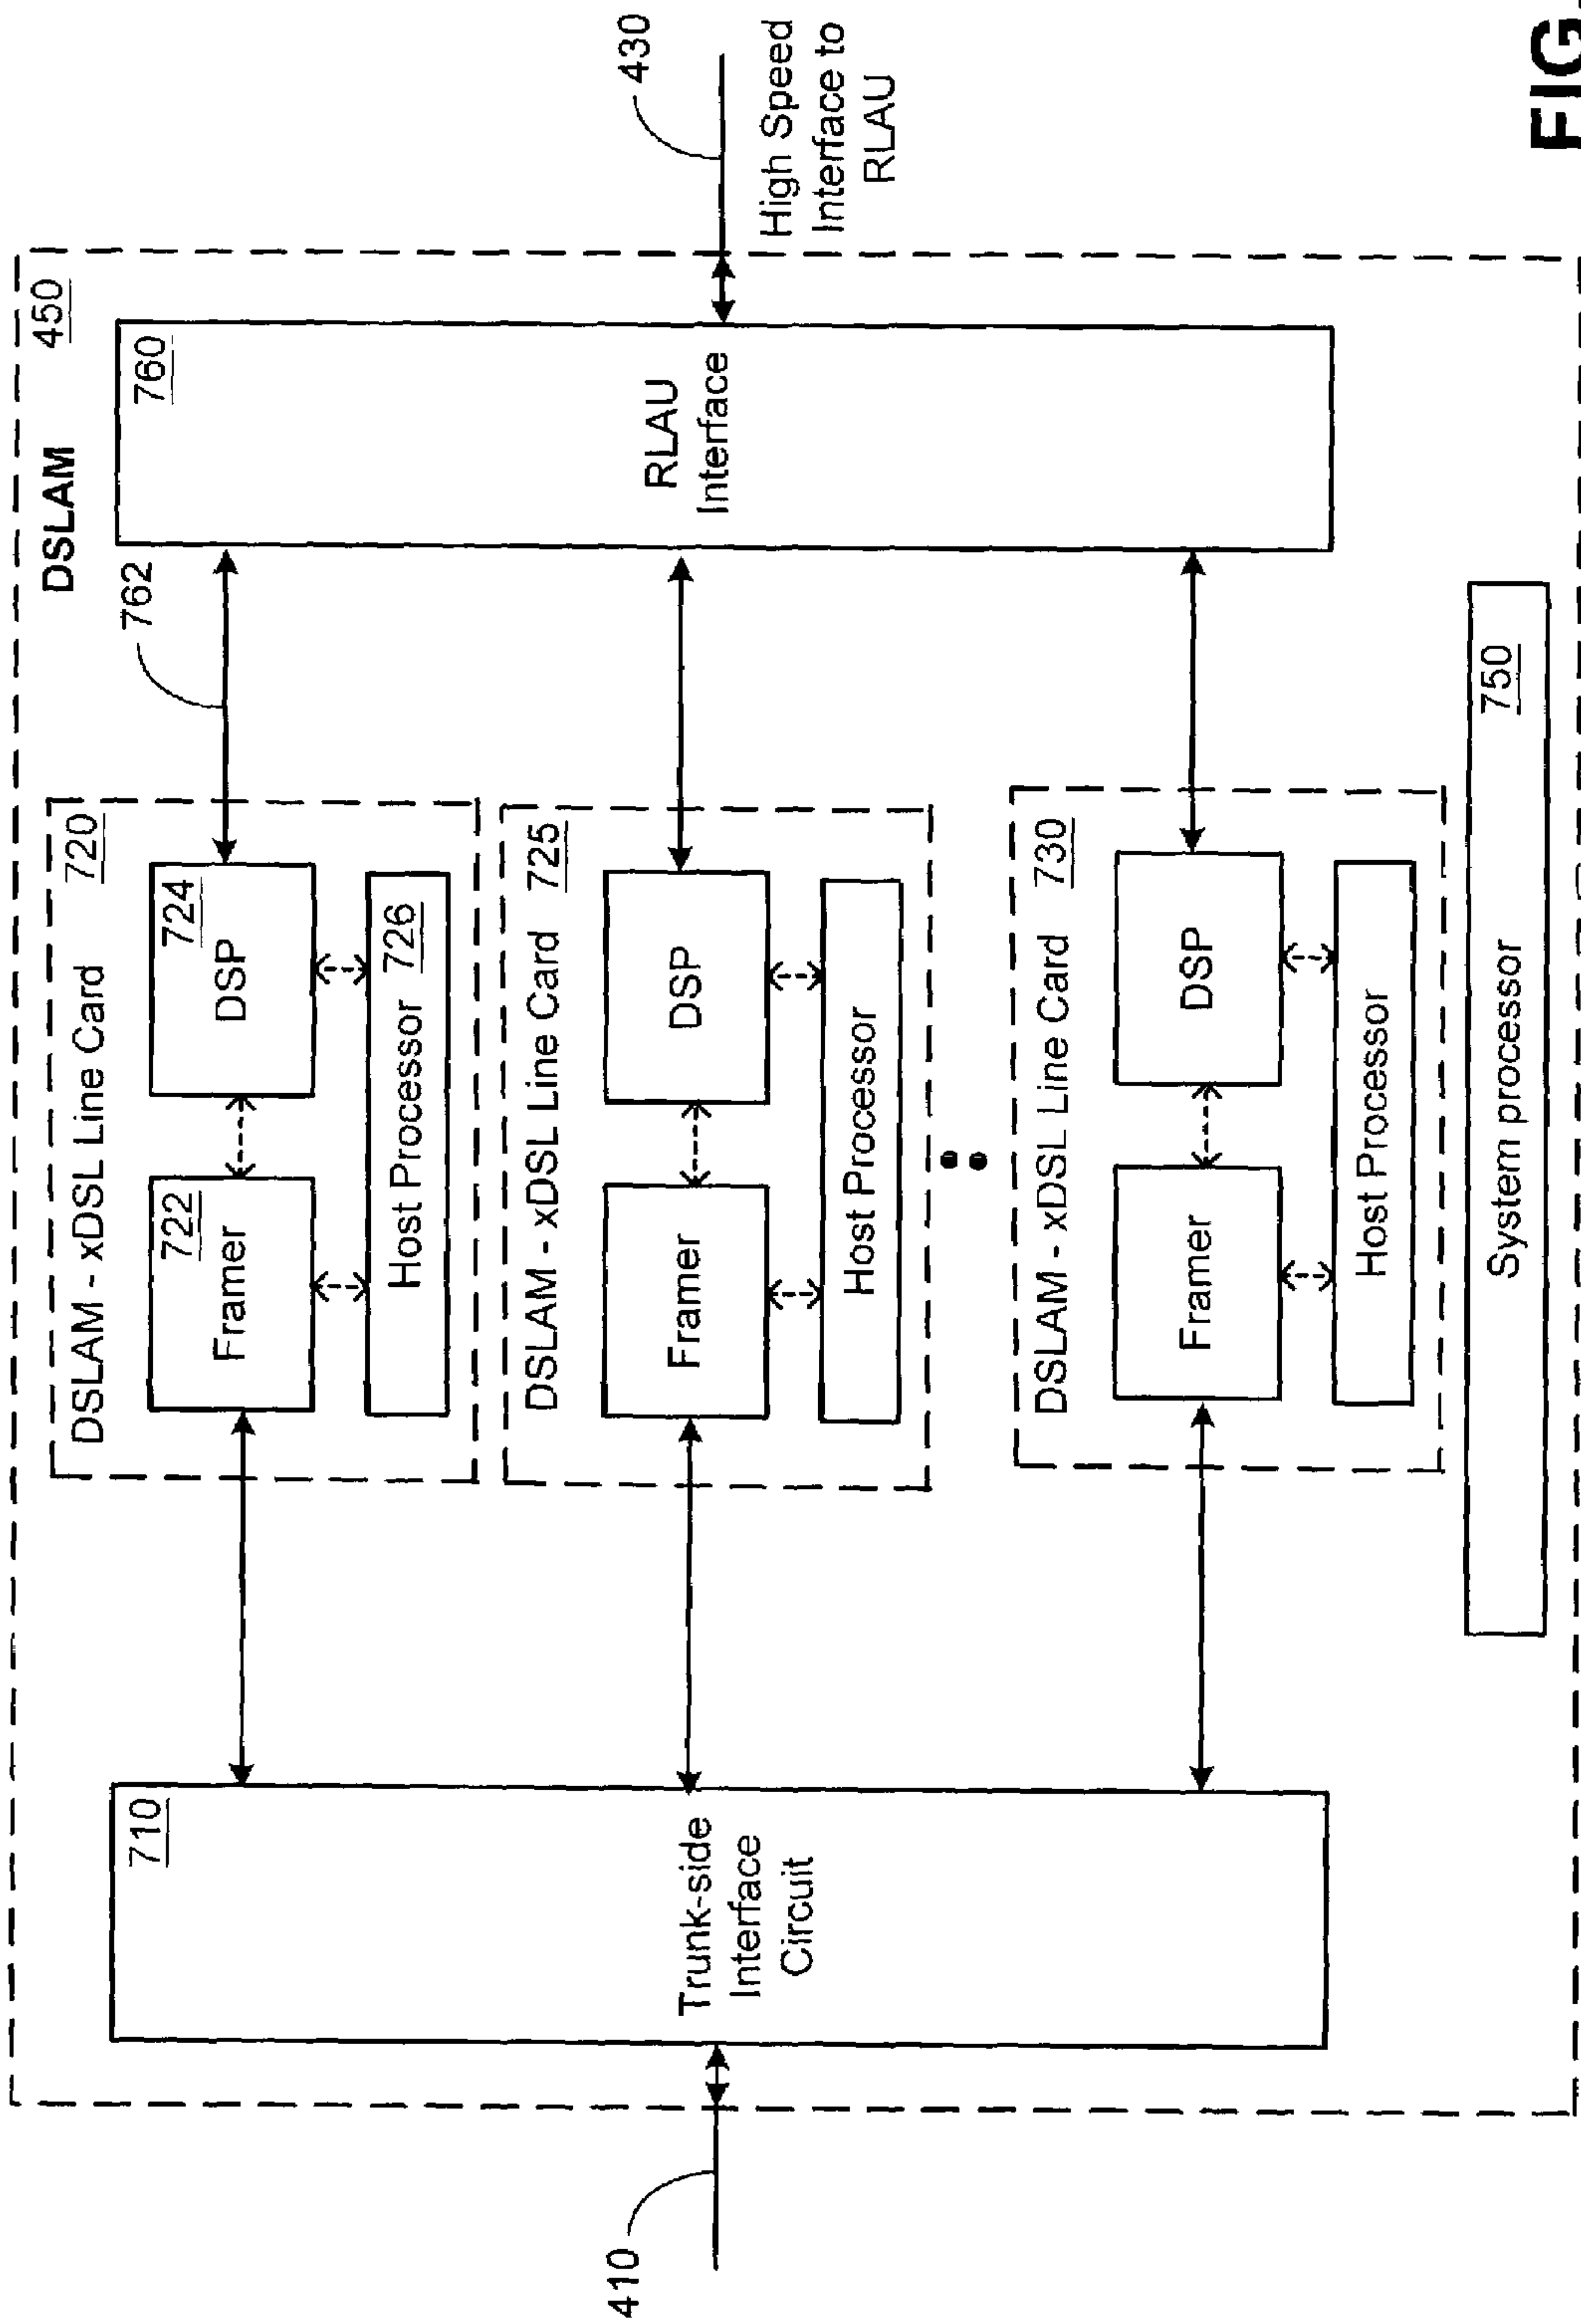 DSLAM 450
710
Trunk-side
Interface
Circuit
410
DSLAM - xDSL Line Card 720
722
Framer
724
DSP
Host Processor 726
DSLAM - xDSL Line Card 725
Framer
DSP
Host Processor
DSLAM - xDSL Line Card 730
Framer
DSP
Host Processor
System processor 750
762
760
RLAU
Interface
430
High Speed
Interface to
RLAU
FIG.